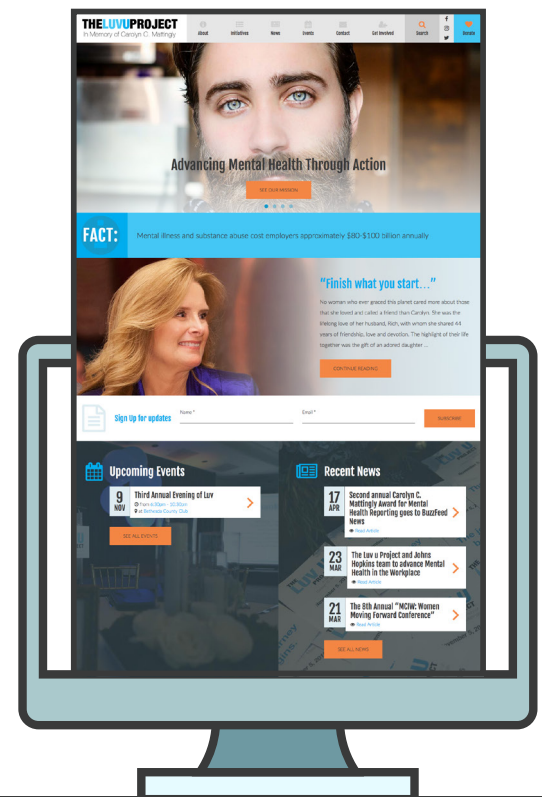 THELUVUPROJECT
In Memory of Carolyn C. Mattingly
About Initiatives News Events Contact Get Involved Search Donate
Advancing Mental Health Through Action
SEE OUR MISSION
FACT: Mental illness and substance abuse cost employers approximately $80-$100 billion annually
"Finish what you start..."
No woman who ever graced this planet cared more about those
that she loved and called a friend than Carolyn. She was the
lifelong love of her husband, Rich, with whom she shared 44
years of friendship, love and devotion. The highlight of their life
together was the gift of an adored daughter ...
CONTINUE READING
Sign Up for updates Name * Email * SUBSCRIBE
Upcoming Events
9
NOV
Third Annual Evening of Luv
from 6:30pm - 10:30pm
at Bethesda County Club
SEE ALL EVENTS
Recent News
17
APR
Second annual Carolyn C.
Mattingly Award for Mental
Health Reporting goes to BuzzFeed
News
Read Article
23
MAR
The Luv u Project and Johns
Hopkins team to advance Mental
Health in the Workplace
Read Article
21
MAR
The 8th Annual "MCIW: Women
Moving Forward Conference"
Read Article
SEE ALL NEWS